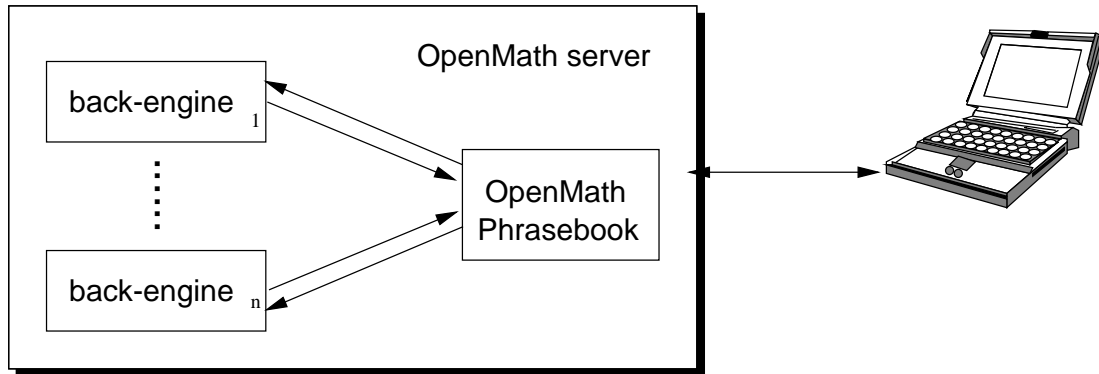 OpenMath server
back-engine 1
OpenMath
Phrasebook
back-engine n